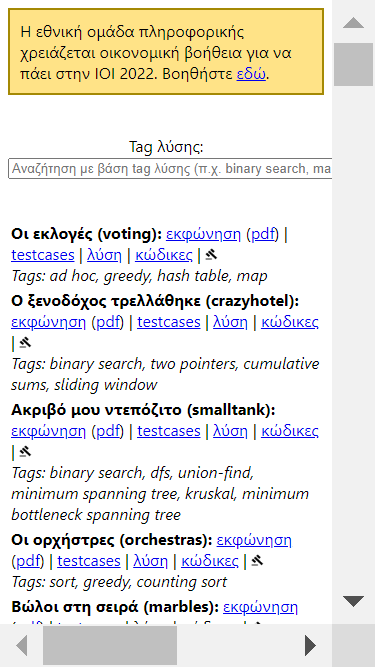 Η εθνική ομάδα πληροφορικής
χρειάζεται οικονομική βοήθεια για να
πάει στην IOI 2022. Βοηθήστε εδώ.
Tag λύσης:
Αναζήτηση με βάση tag λύσης (π.χ. binary search, ma
Οι εκλογές (voting): εκφώνηση (pdf) |
testcases | λύση | κώδικες |
Tags: ad hoc, greedy, hash table, map
Ο ξενοδόχος τρελλάθηκε (crazyhotel):
εκφώνηση (pdf) | testcases | λύση | κώδικες
|
Tags: binary search, two pointers, cumulative
sums, sliding window
Ακριβό μου ντεπόζιτο (smalltank):
εκφώνηση (pdf) | testcases | λύση | κώδικες
|
Tags: binary search, dfs, union-find,
minimum spanning tree, kruskal, minimum
bottleneck spanning tree
Οι ορχήστρες (orchestras): εκφώνηση
(pdf) | testcases | λύση | κώδικες |
Tags: sort, greedy, counting sort
Βώλοι στη σειρά (marbles): εκφώνηση